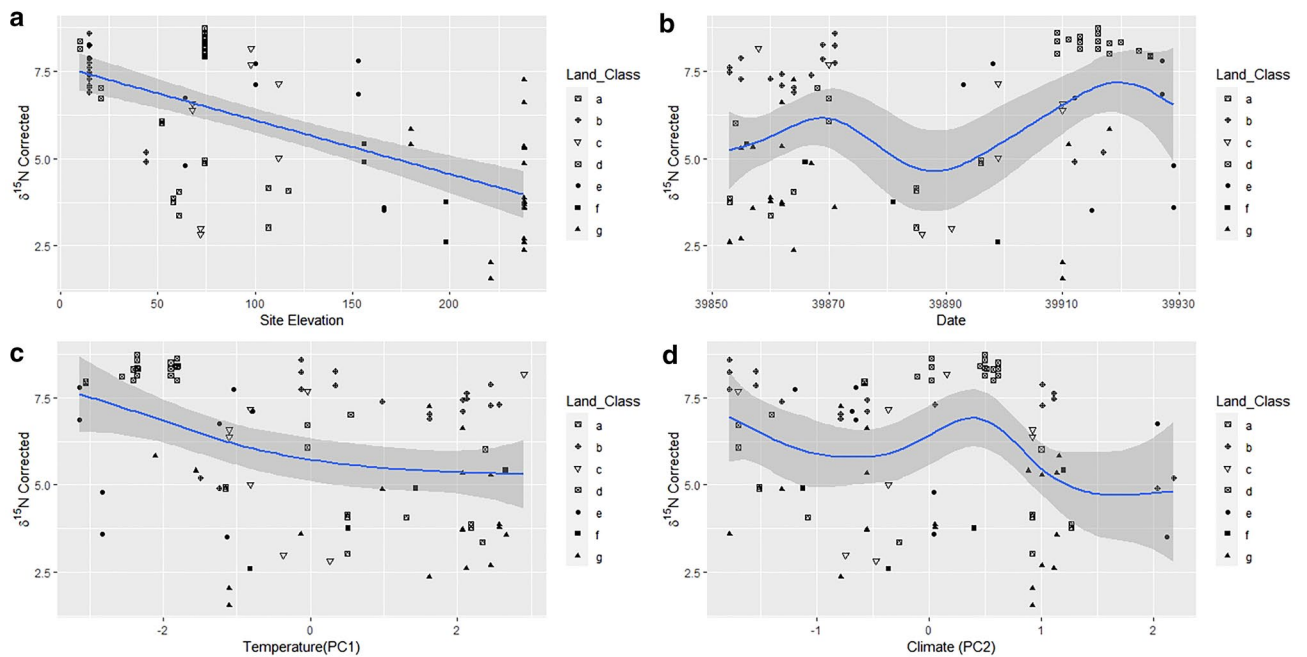 a
δ15N Corrected
7.5
5.0
2.5
0
50
100
150
200
Site Elevation
Land_Class
a
b
c
d
e
f
g
b
δ15N Corrected
7.5
5.0
2.5
39850
39870
39890
39910
39930
Date
Land_Class
a
b
c
d
e
f
g
c
δ15N Corrected
7.5
5.0
2.5
-2
0
2
Temperature(PC1)
Land_Class
a
b
c
d
e
f
g
d
δ15N Corrected
7.5
5.0
2.5
-1
0
1
2
Climate (PC2)
Land_Class
a
b
c
d
e
f
g